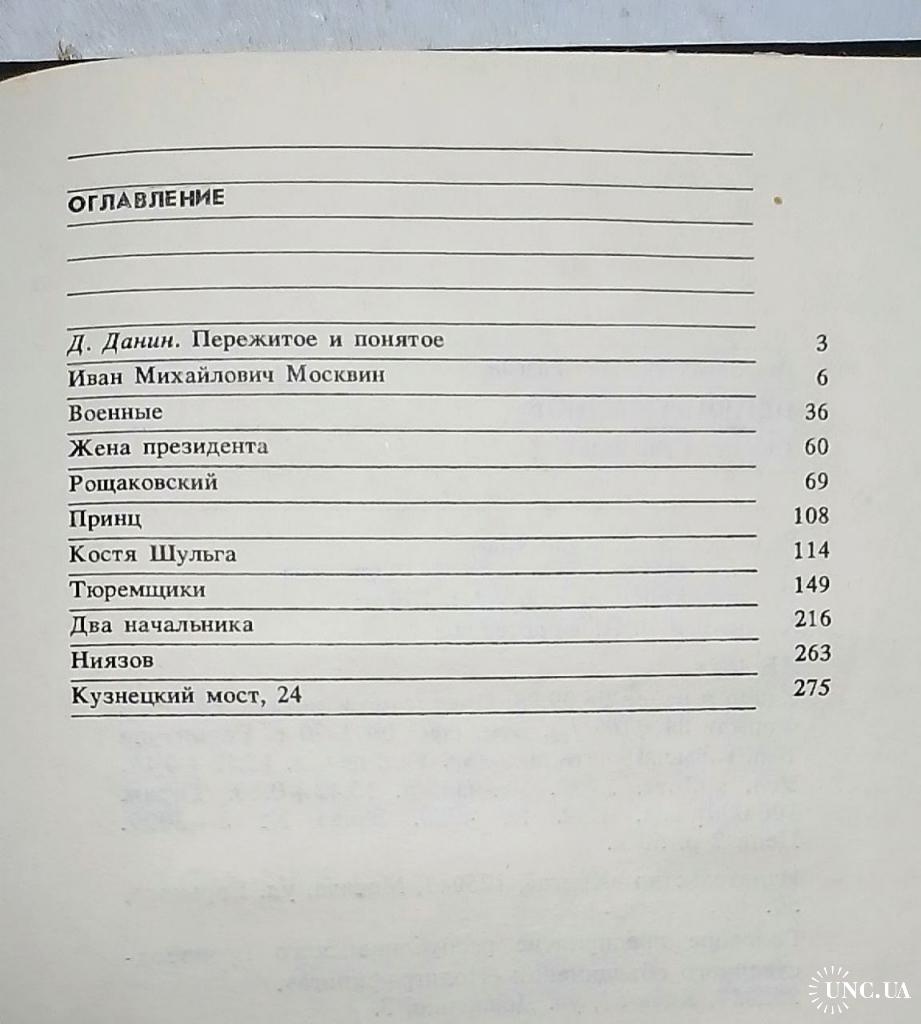 ОГЛАВЛЕНИЕ
Д. Данин. Пережитое и понятое 3
Иван Михайлович Москвин 6
Военные 36
Жена президента 60
Рощаковский 69
Принц 108
Костя Шульга 114
Тюремщики 149
Два начальника 216
Ниязов 263
Кузнецкий мост, 24 275
UNC.UA